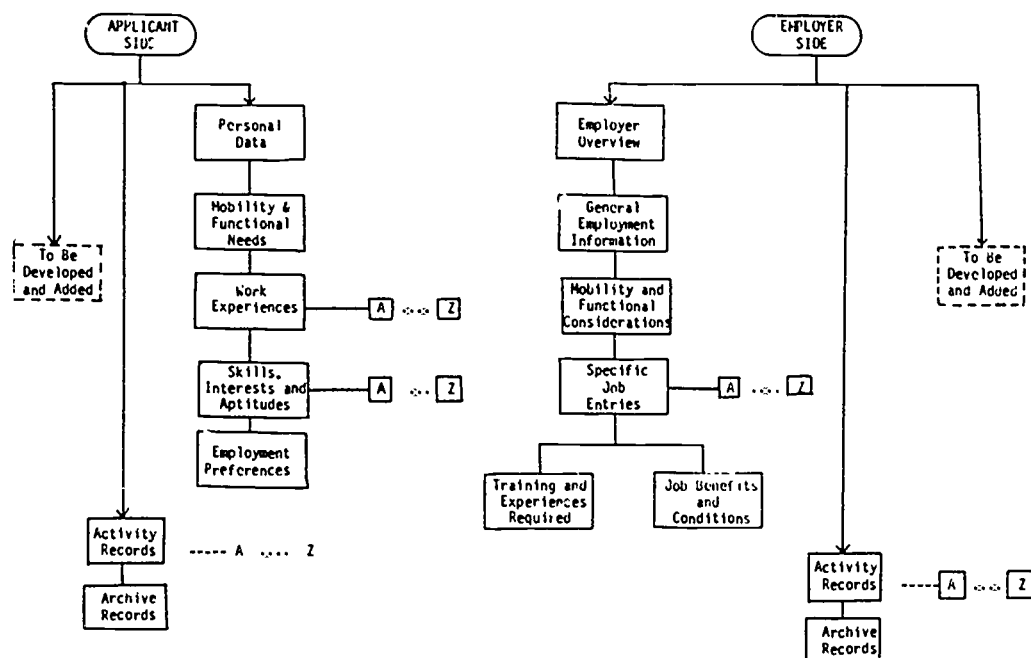 APPLICANT
SIDE
Personal
Data
Mobility &
Functional
Needs
To Be
Developed
and Added
Work
Experiences
A .... Z
Skills,
Interests and
Aptitudes
A ... Z
Employment
Preferences
Activity
Records
----- A .... Z
Archive
Records
EMPLOYER
SIDE
Employer
Overview
General
Employment
Information
To Be
Developed
and Added
Mobility and
Functional
Considerations
Specific
Job
Entries
A .... Z
Training and
Experiences
Required
Job Benefits
and
Conditions
Activity
Records
-----A .... Z
Archive
Records